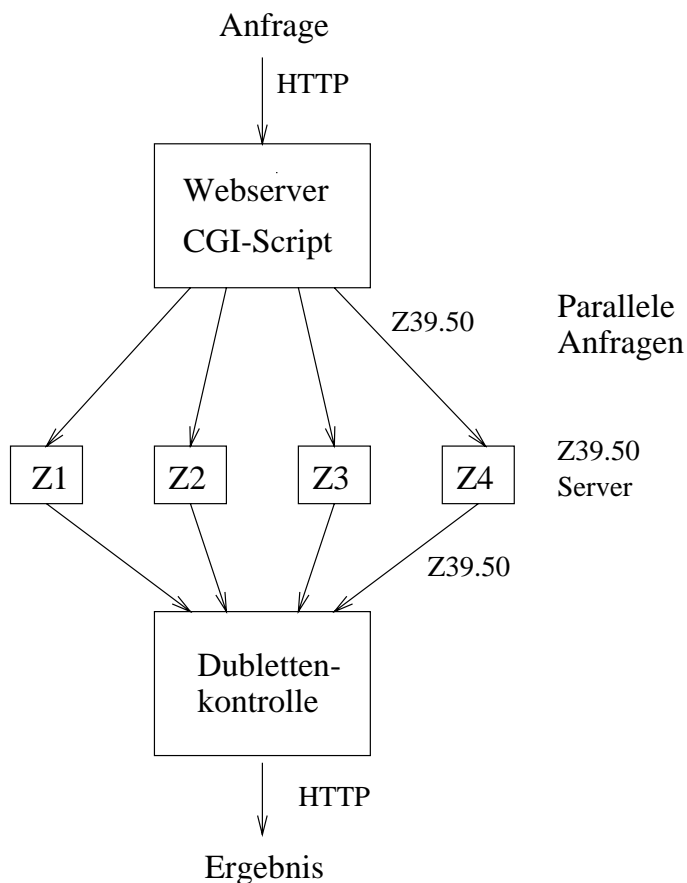 Anfrage
HTTP
Webserver
CGI-Script
Z39.50
Parallele
Anfragen
Z1
Z2
Z3
Z4
Z39.50
Server
Z39.50
Dubletten-
kontrolle
HTTP
Ergebnis